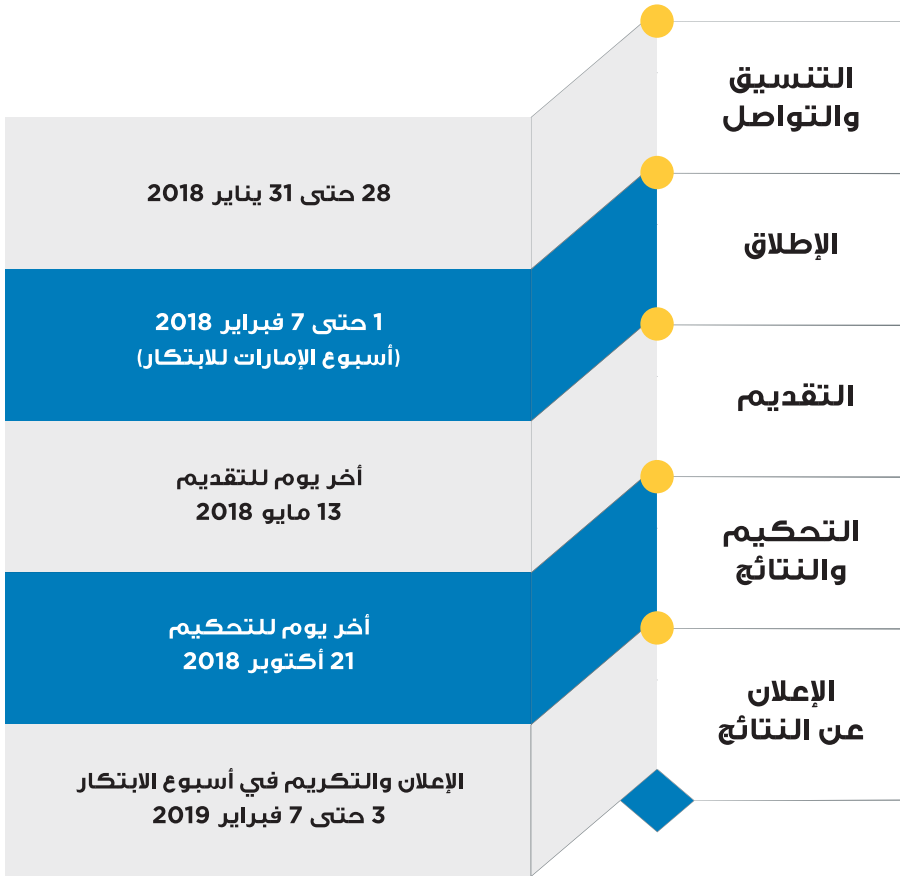 التنسيق
والتواصل
28 حتى 31 يناير 2018
الإطلاق
1 حتى 7 فبراير 2018
(أسبوع الإمارات للابتكار)
التقديم
أخر يوم للتقديم
13 مايو 2018
التحكيم
والنتائج
أخر يوم للتحكيم
21 أكتوبر 2018
الإعلان
عن النتائج
الإعلان والتكريم في أسبوع الابتكار
3 حتى 7 فبراير 2019